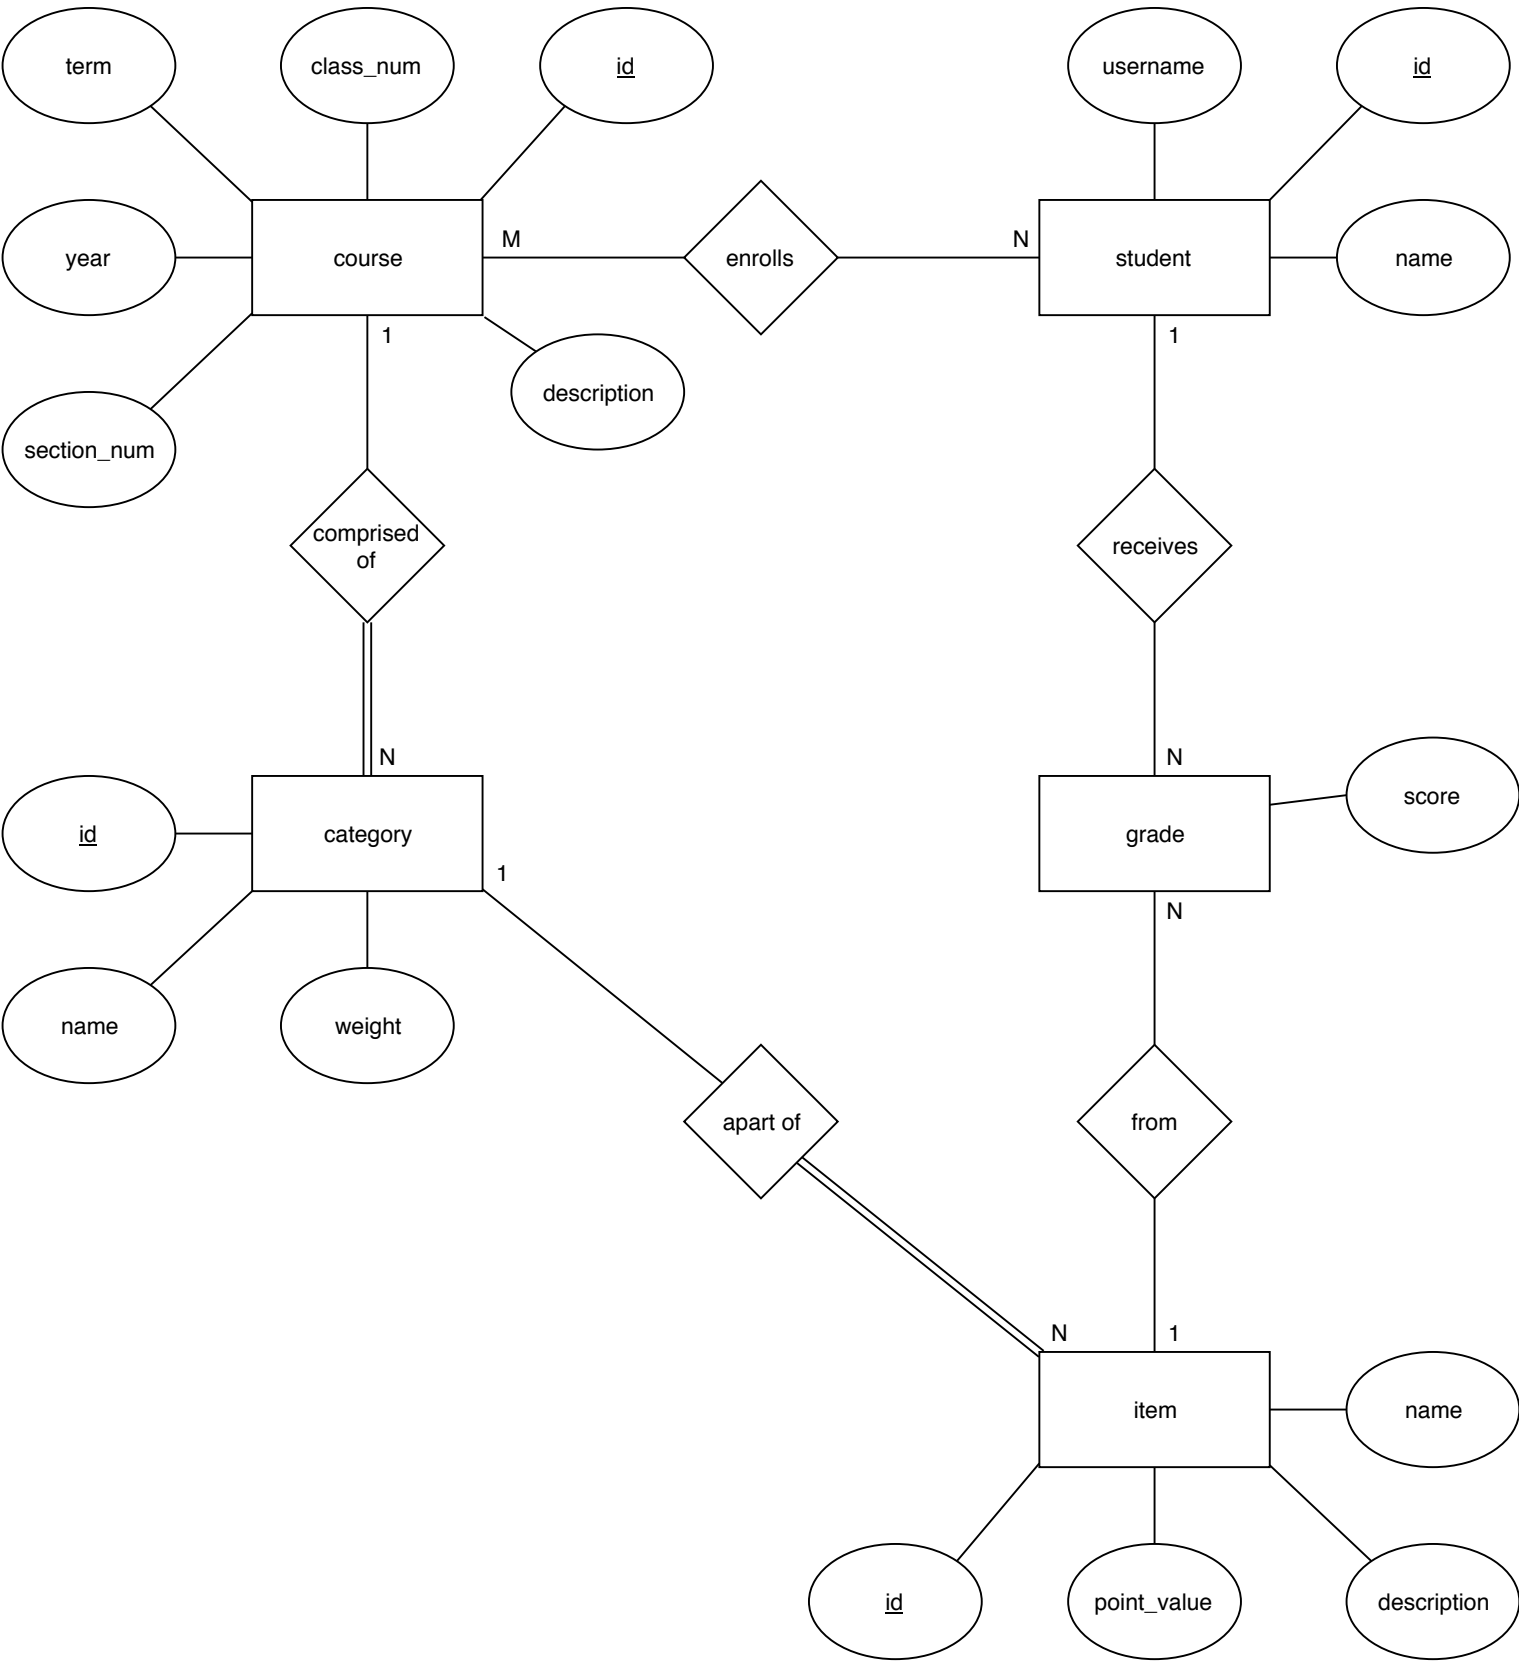 term
class_num
id
username
id
year
course
M
enrolls
N
student
name
1
1
description
section_num
comprised
of
receives
N
N
id
category
1
grade
score
N
name
weight
apart of
from
N
1
item
name
id
point_value
description